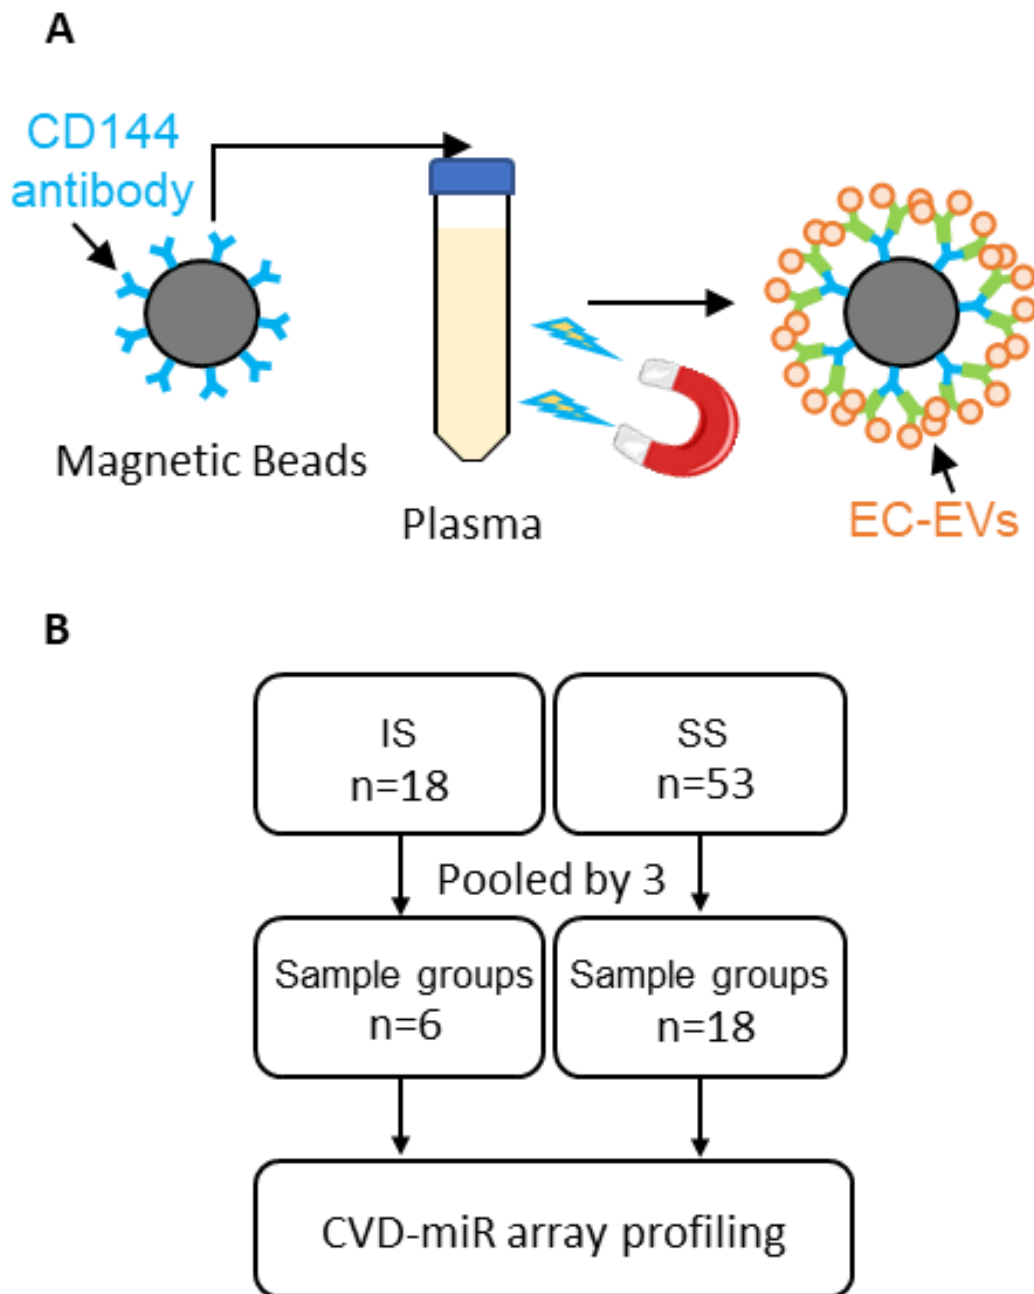 A
CD144
antibody
Magnetic Beads
Plasma
EC-EVs
B
IS
n=18
SS
n=53
Pooled by 3
Sample groups
n=6
Sample groups
n=18
CVD-miR array profiling